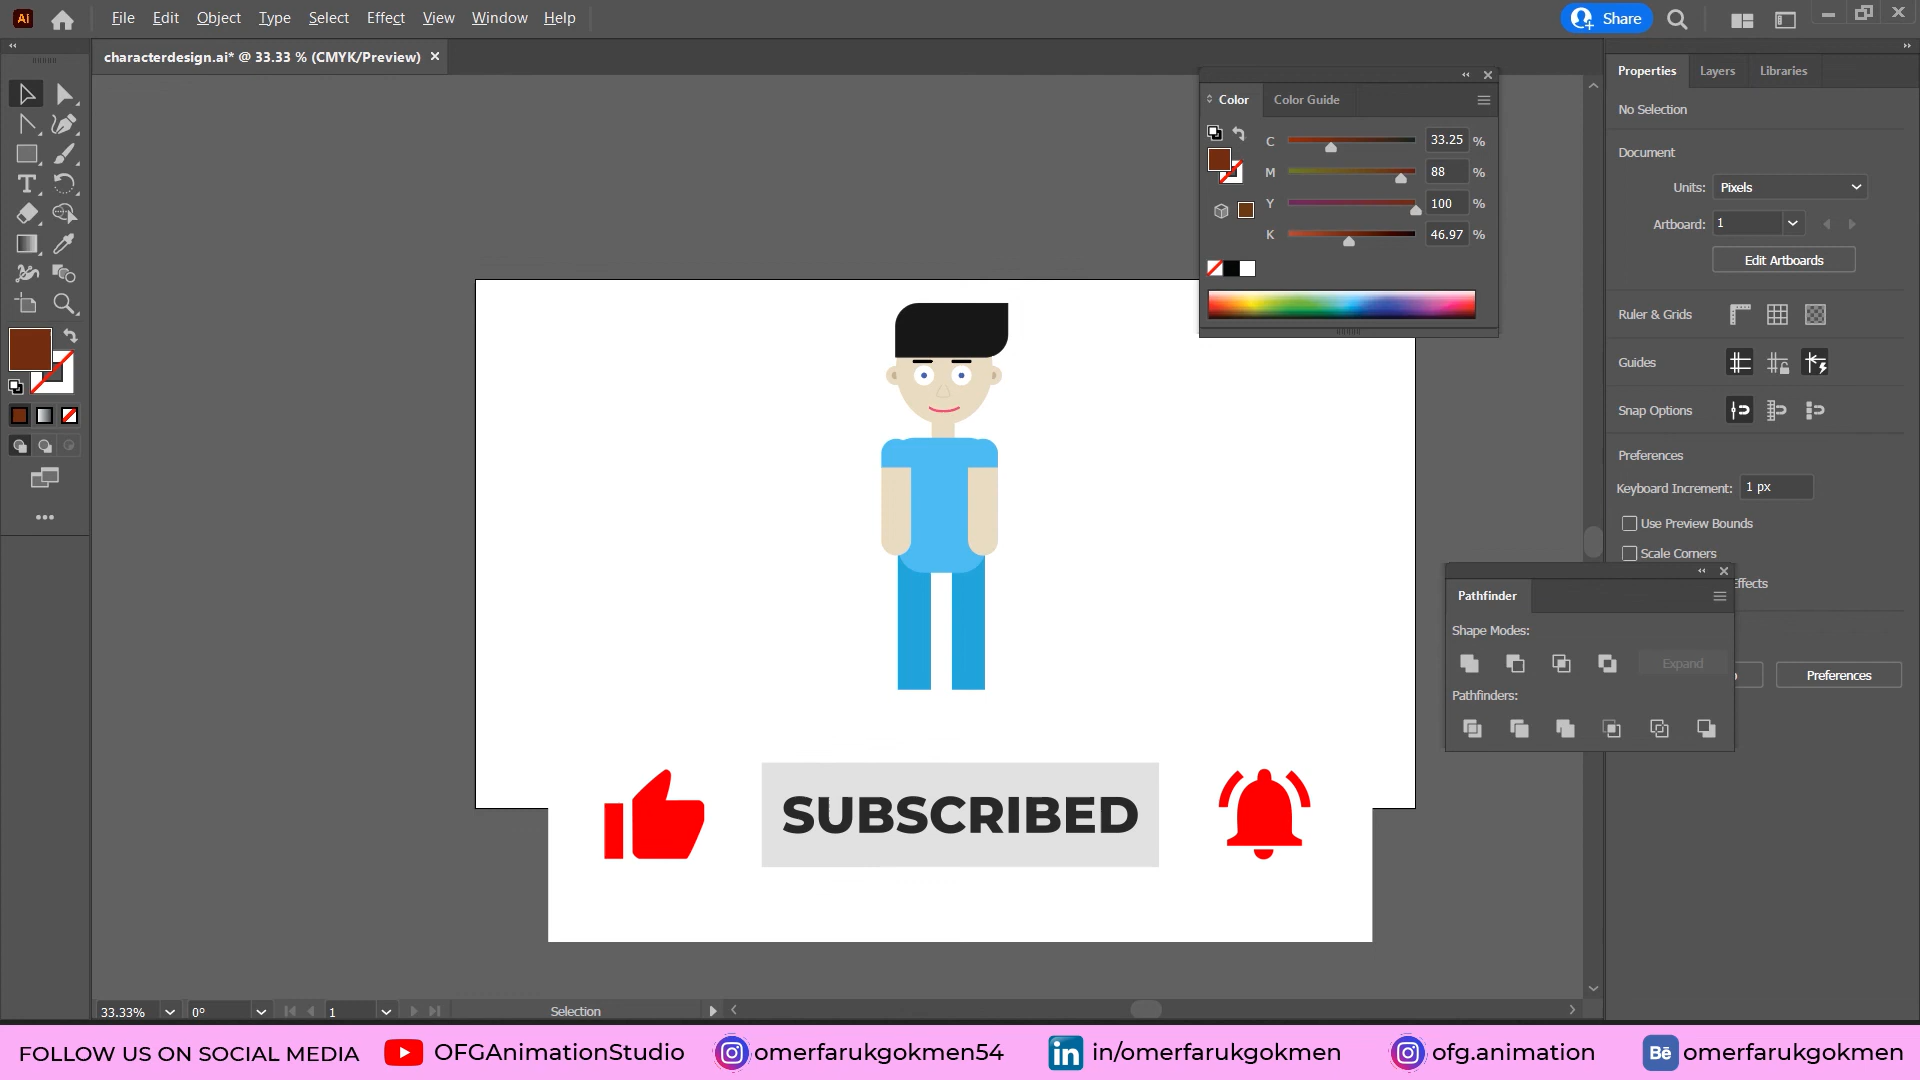 Ai File Edit Object Type Select Effect View Window Help Share
characterdesign.ai* @ 33.33 % (CMYK/Preview)
Properties Layers Libraries
No Selection
Document
Units: Pixels
Artboard: 1
Edit Artboards
Ruler & Grids
Guides
Snap Options
Preferences
Keyboard Increment: 1 px
Use Preview Bounds
Scale Corners
Effects
Preferences
Color Color Guide
C 33.25 %
M 88 %
Y 100 %
K 46.97 %
Pathfinder
Shape Modes:
Expand
Pathfinders:
SUBSCRIBED
33.33% 0° 1 Selection
FOLLOW US ON SOCIAL MEDIA OFGAnimationStudio omerfarukgokmen54 in in/omerfarukgokmen ofg.animation Bē omerfarukgokmen